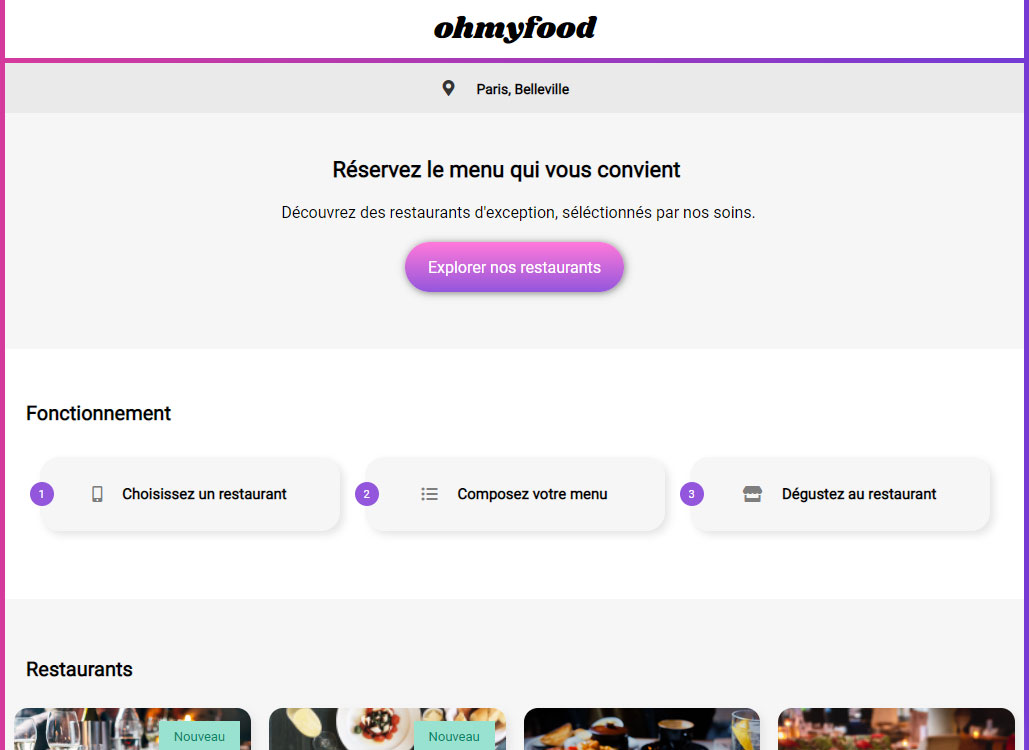 ohmyfood
Paris, Belleville
Réservez le menu qui vous convient
Découvrez des restaurants d'exception, séléctionnés par nos soins.
Explorer nos restaurants
Fonctionnement
1 Choisissez un restaurant
2 Composez votre menu
3 Dégustez au restaurant
Restaurants
Nouveau
Nouveau